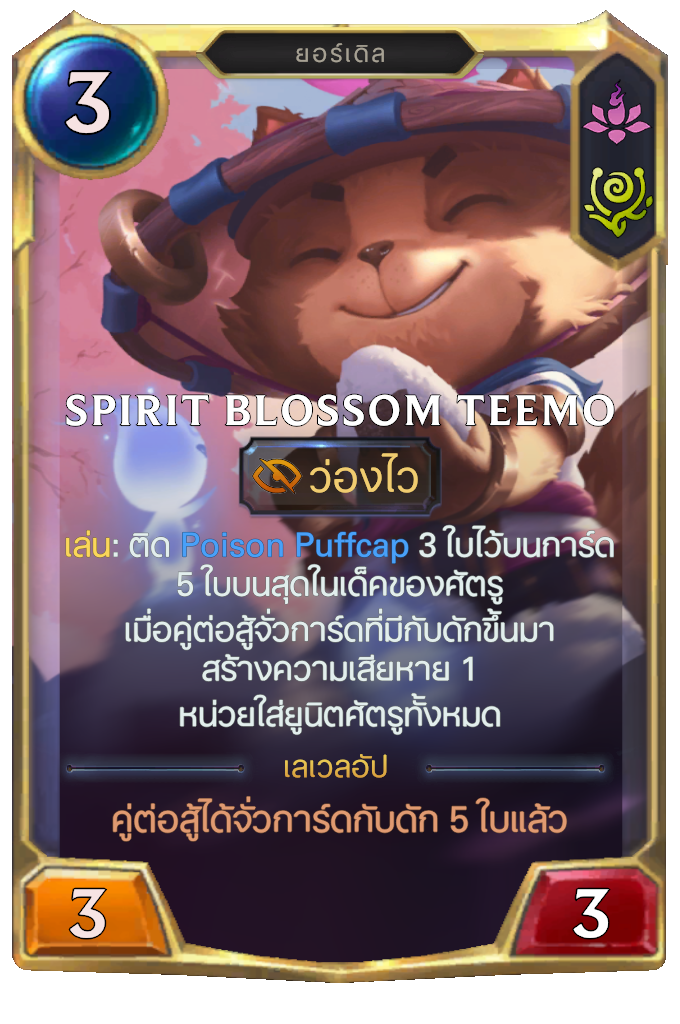 ยอร์เดิล
3
SPIRIT BLOSSOM TEEMO
ว่องไว
เล่น: ติด Poison Puffcap 3 ใบไว้บนการ์ด
5 ใบบนสุดในเด็คของศัตรู
เมื่อคู่ต่อสู้จั่วการ์ดที่มีกับดักขึ้นมา
สร้างความเสียหาย 1
หน่วยใส่ยูนิตศัตรูทั้งหมด
เลเวลอัป
คู่ต่อสู้ได้จั่วการ์ดกับดัก 5 ใบแล้ว
3
3